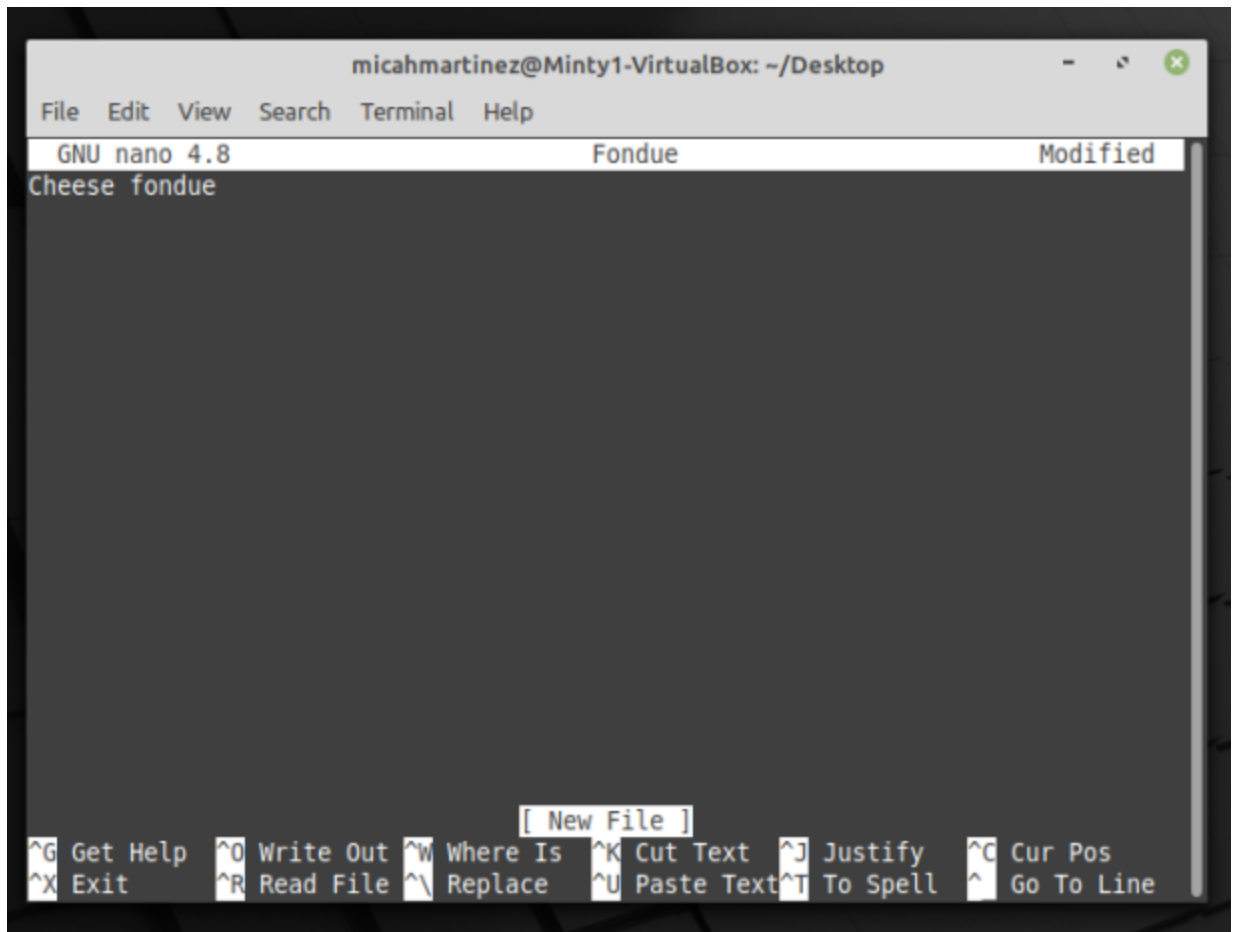 micahmartinez@Minty1-VirtualBox: ~/Desktop
File Edit View Search Terminal Help
GNU nano 4.8 Fondue Modified
Cheese fondue
[ New File ]
^G Get Help ^O Write Out ^W Where Is ^K Cut Text ^J Justify ^C Cur Pos
^X Exit ^R Read File ^\ Replace ^U Paste Text ^T To Spell ^_ Go To Line